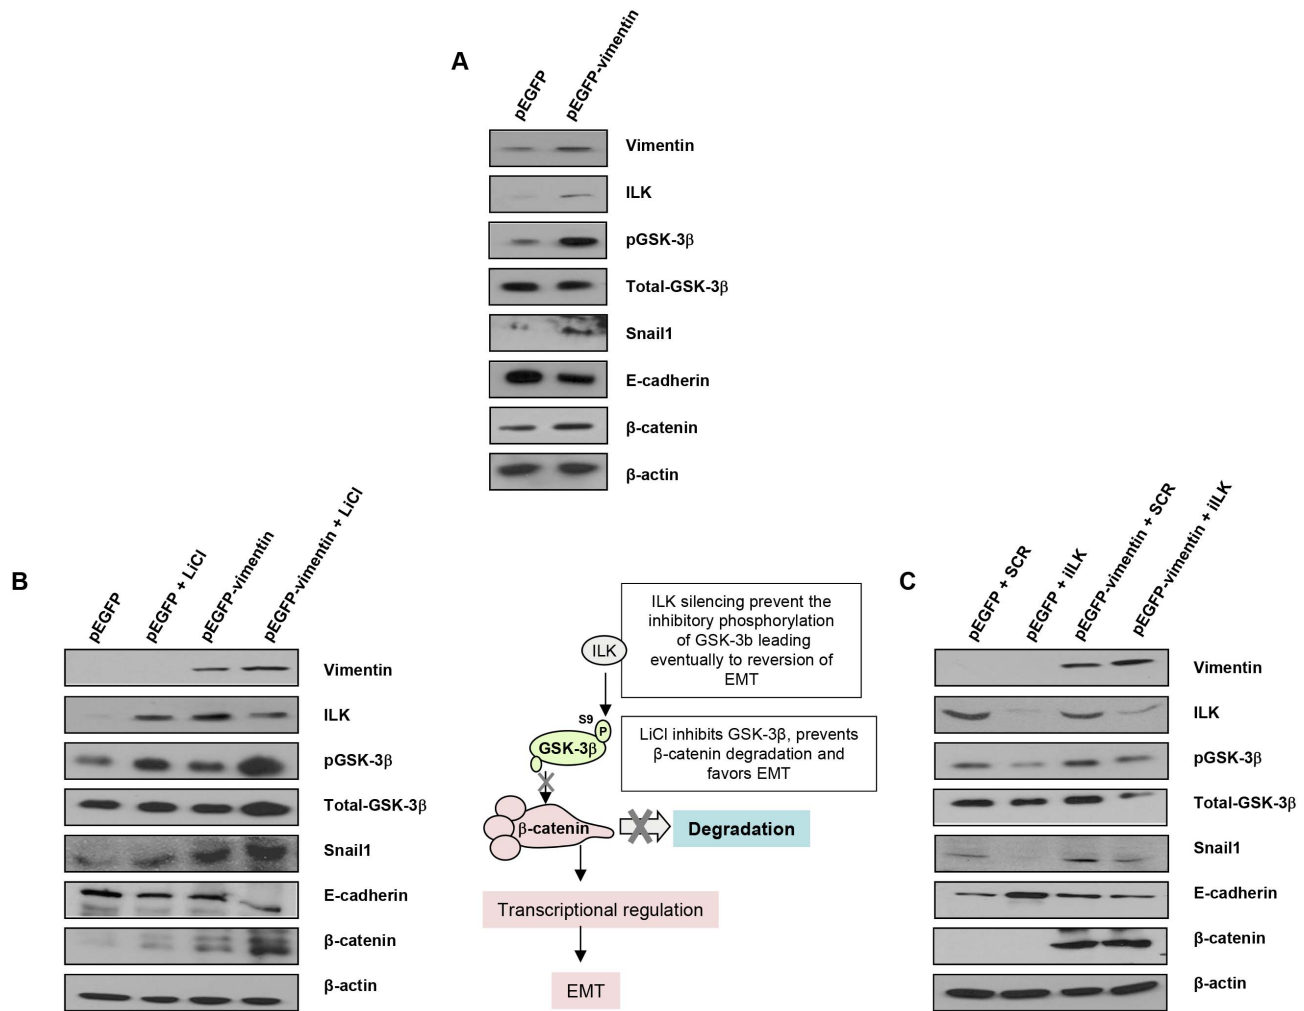 A
pEGFP
pEGFP-vimentin
Vimentin
ILK
pGSK-3β
Total-GSK-3β
Snail1
E-cadherin
β-catenin
β-actin
B
pEGFP
pEGFP + LiCl
pEGFP-vimentin
pEGFP-vimentin + LiCl
Vimentin
ILK
pGSK-3β
Total-GSK-3β
Snail1
E-cadherin
β-catenin
β-actin
ILK silencing prevent the
inhibitory phosphorylation
of GSK-3b leading
eventually to reversion of
EMT
ILK
S9
P
GSK-3β
LiCl inhibits GSK-3β, prevents
β-catenin degradation and
favors EMT
β-catenin
Degradation
Transcriptional regulation
EMT
C
pEGFP + SCR
pEGFP + iILK
pEGFP-vimentin + SCR
pEGFP-vimentin + iILK
Vimentin
ILK
pGSK-3β
Total-GSK-3β
Snail1
E-cadherin
β-catenin
β-actin